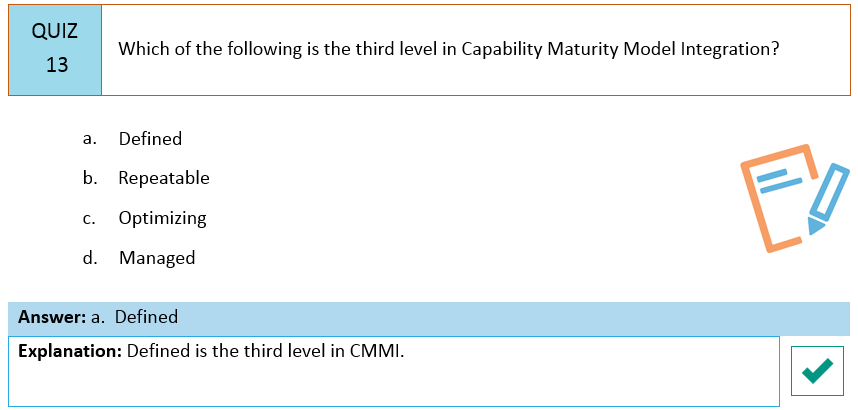 QUIZ
13
Which of the following is the third level in Capability Maturity Model Integration?
a. Defined
b. Repeatable
c. Optimizing
d. Managed
Answer: a. Defined
Explanation: Defined is the third level in CMMI.